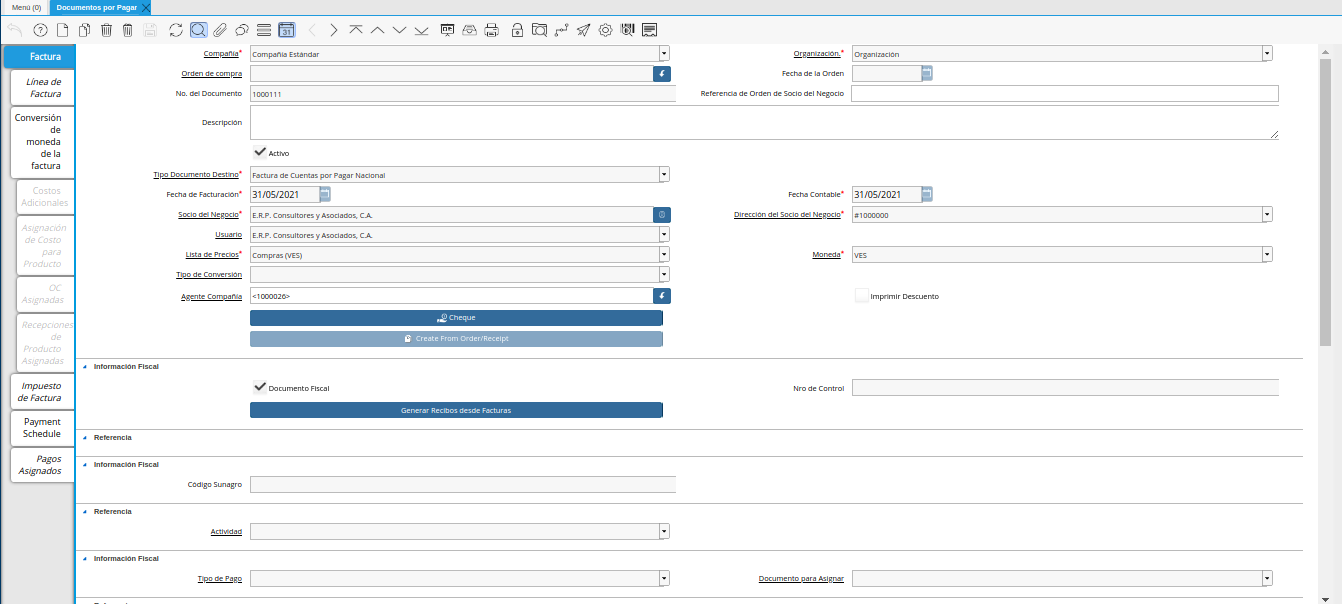 Menú (0)
Documentos por Pagar
31
Factura
Línea de
Factura
Conversión
de
moneda
de la
factura
Costos
Adicionales
Asignación
de Costo
para
Producto
OC
Asignadas
Recepciones
de
Producto
Asignadas
Impuesto
de Factura
Payment
Schedule
Pagos
Asignados
Compañía* Compañía Estándar Organización.* Organización
Orden de compra Fecha de la Orden
No. del Documento 1000111 Referencia de Orden de Socio del Negocio
Descripción
Activo
Tipo Documento Destino* Factura de Cuentas por Pagar Nacional
Fecha de Facturación* 31/05/2021 Fecha Contable* 31/05/2021
Socio del Negocio* E.R.P. Consultores y Asociados, C.A. Dirección del Socio del Negocio* #1000000
Usuario E.R.P. Consultores y Asociados, C.A.
Lista de Precios* Compras (VES) Moneda* VES
Tipo de Conversión
Agente Compañía <1000026> Imprimir Descuento
Cheque
Create From Order/Receipt
Información Fiscal
Documento Fiscal Nro de Control
Generar Recibos desde Facturas
Referencia
Información Fiscal
Código Sunagro
Referencia
Actividad
Información Fiscal
Tipo de Pago Documento para Asignar